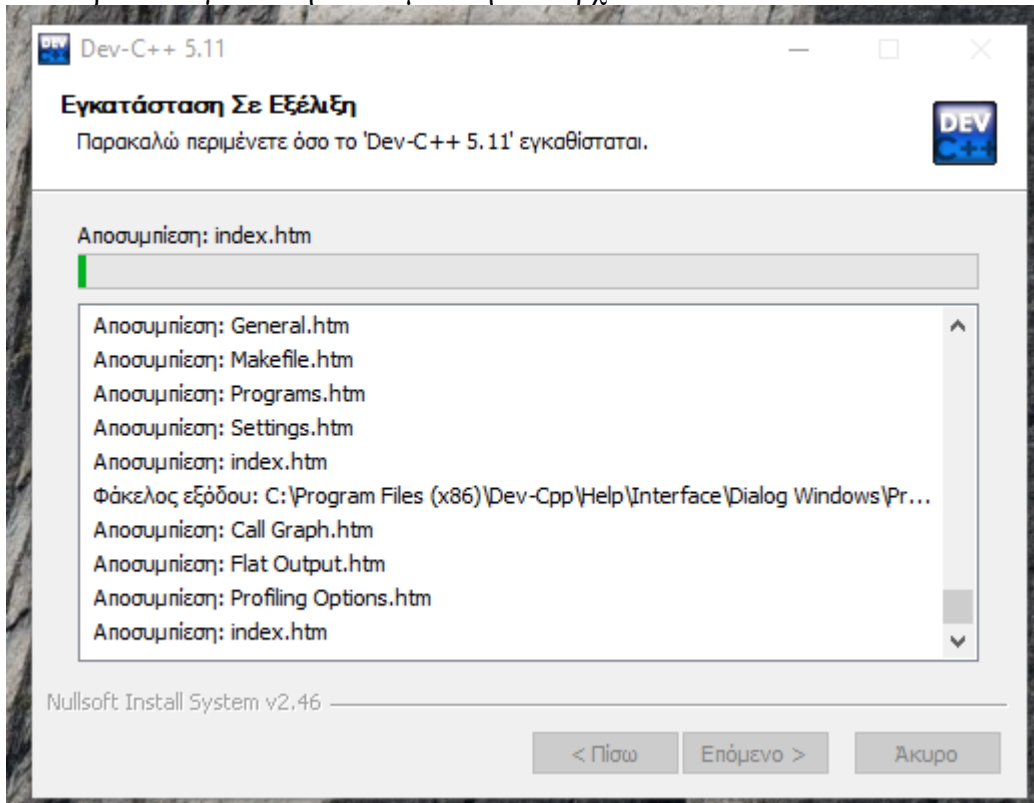 Dev-C++ 5.11
Εγκατάσταση Σε Εξέλιξη
Παρακαλώ περιμένετε όσο το 'Dev-C++ 5.11' εγκαθίσταται.
DEV
C++
Αποσυμπίεση: index.htm
Αποσυμπίεση: General.htm
Αποσυμπίεση: Makefile.htm
Αποσυμπίεση: Programs.htm
Αποσυμπίεση: Settings.htm
Αποσυμπίεση: index.htm
Φάκελος εξόδου: C:\Program Files (x86)\Dev-Cpp\Help\Interface\Dialog Windows\Pr...
Αποσυμπίεση: Call Graph.htm
Αποσυμπίεση: Flat Output.htm
Αποσυμπίεση: Profiling Options.htm
Αποσυμπίεση: index.htm
Nullsoft Install System v2.46
< Πίσω
Επόμενο >
Άκυρο